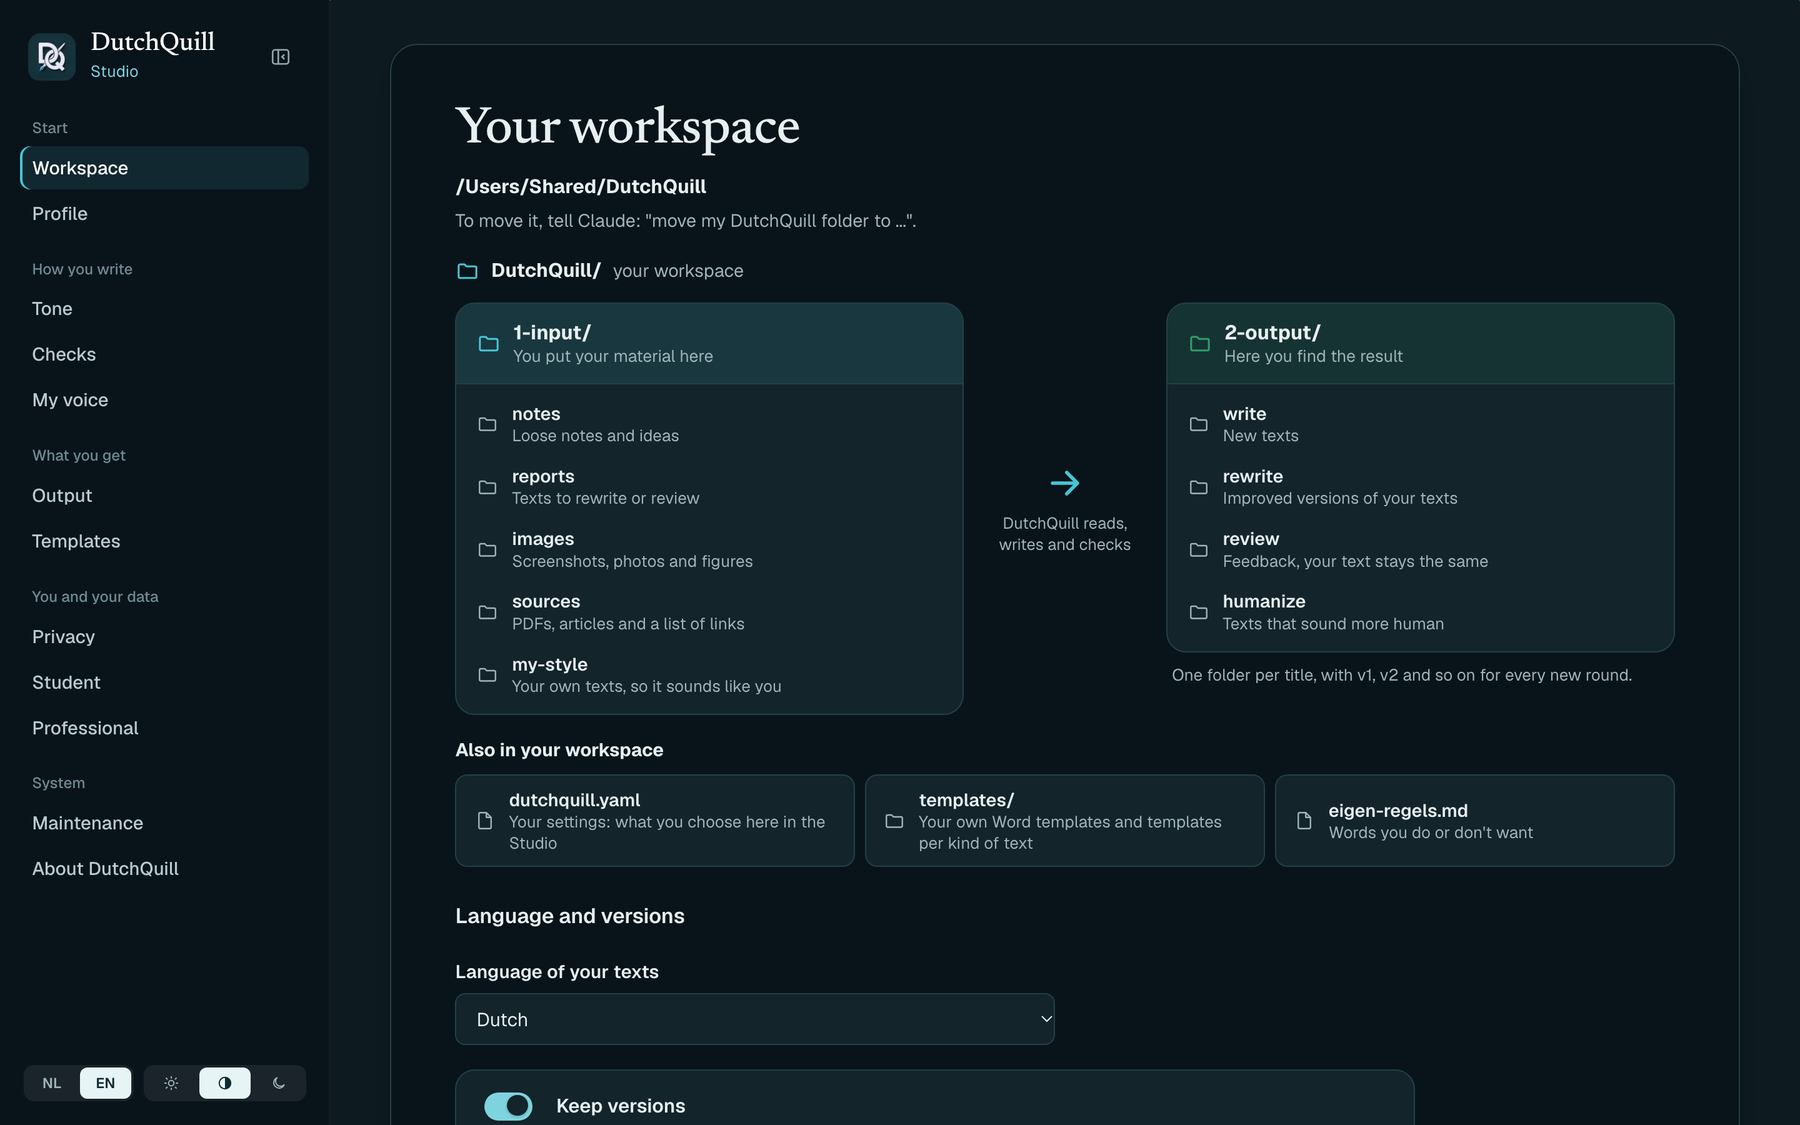 DutchQuill
Studio
Start
Workspace
Profile
How you write
Tone
Checks
My voice
What you get
Output
Templates
You and your data
Privacy
Student
Professional
System
Maintenance
About DutchQuill
NL
EN
Your workspace
/Users/Shared/DutchQuill
To move it, tell Claude: "move my DutchQuill folder to ...".
DutchQuill/ your workspace
1-input/
You put your material here
notes
Loose notes and ideas
reports
Texts to rewrite or review
images
Screenshots, photos and figures
sources
PDFs, articles and a list of links
my-style
Your own texts, so it sounds like you
DutchQuill reads,
writes and checks
2-output/
Here you find the result
write
New texts
rewrite
Improved versions of your texts
review
Feedback, your text stays the same
humanize
Texts that sound more human
One folder per title, with v1, v2 and so on for every new round.
Also in your workspace
dutchquill.yaml
Your settings: what you choose here in the
Studio
templates/
Your own Word templates and templates
per kind of text
eigen-regels.md
Words you do or don't want
Language and versions
Language of your texts
Dutch
Keep versions